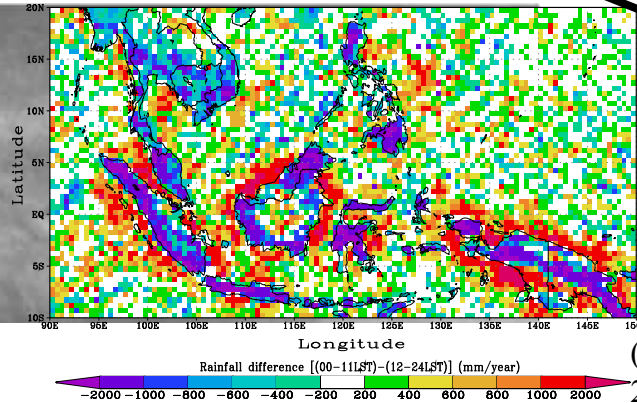 20N
15N
10N
5N
EQ
5S
10S
Latitude
90E 95E 100E 105E 110E 115E 120E 125E 130E 135E 140E 145E
Longitude
Rainfall difference [(00-11LST)-(12-24LST)] (mm/year)
-2000 -1000 -800 -600 -400 -200 200 400 600 800 1000 2000